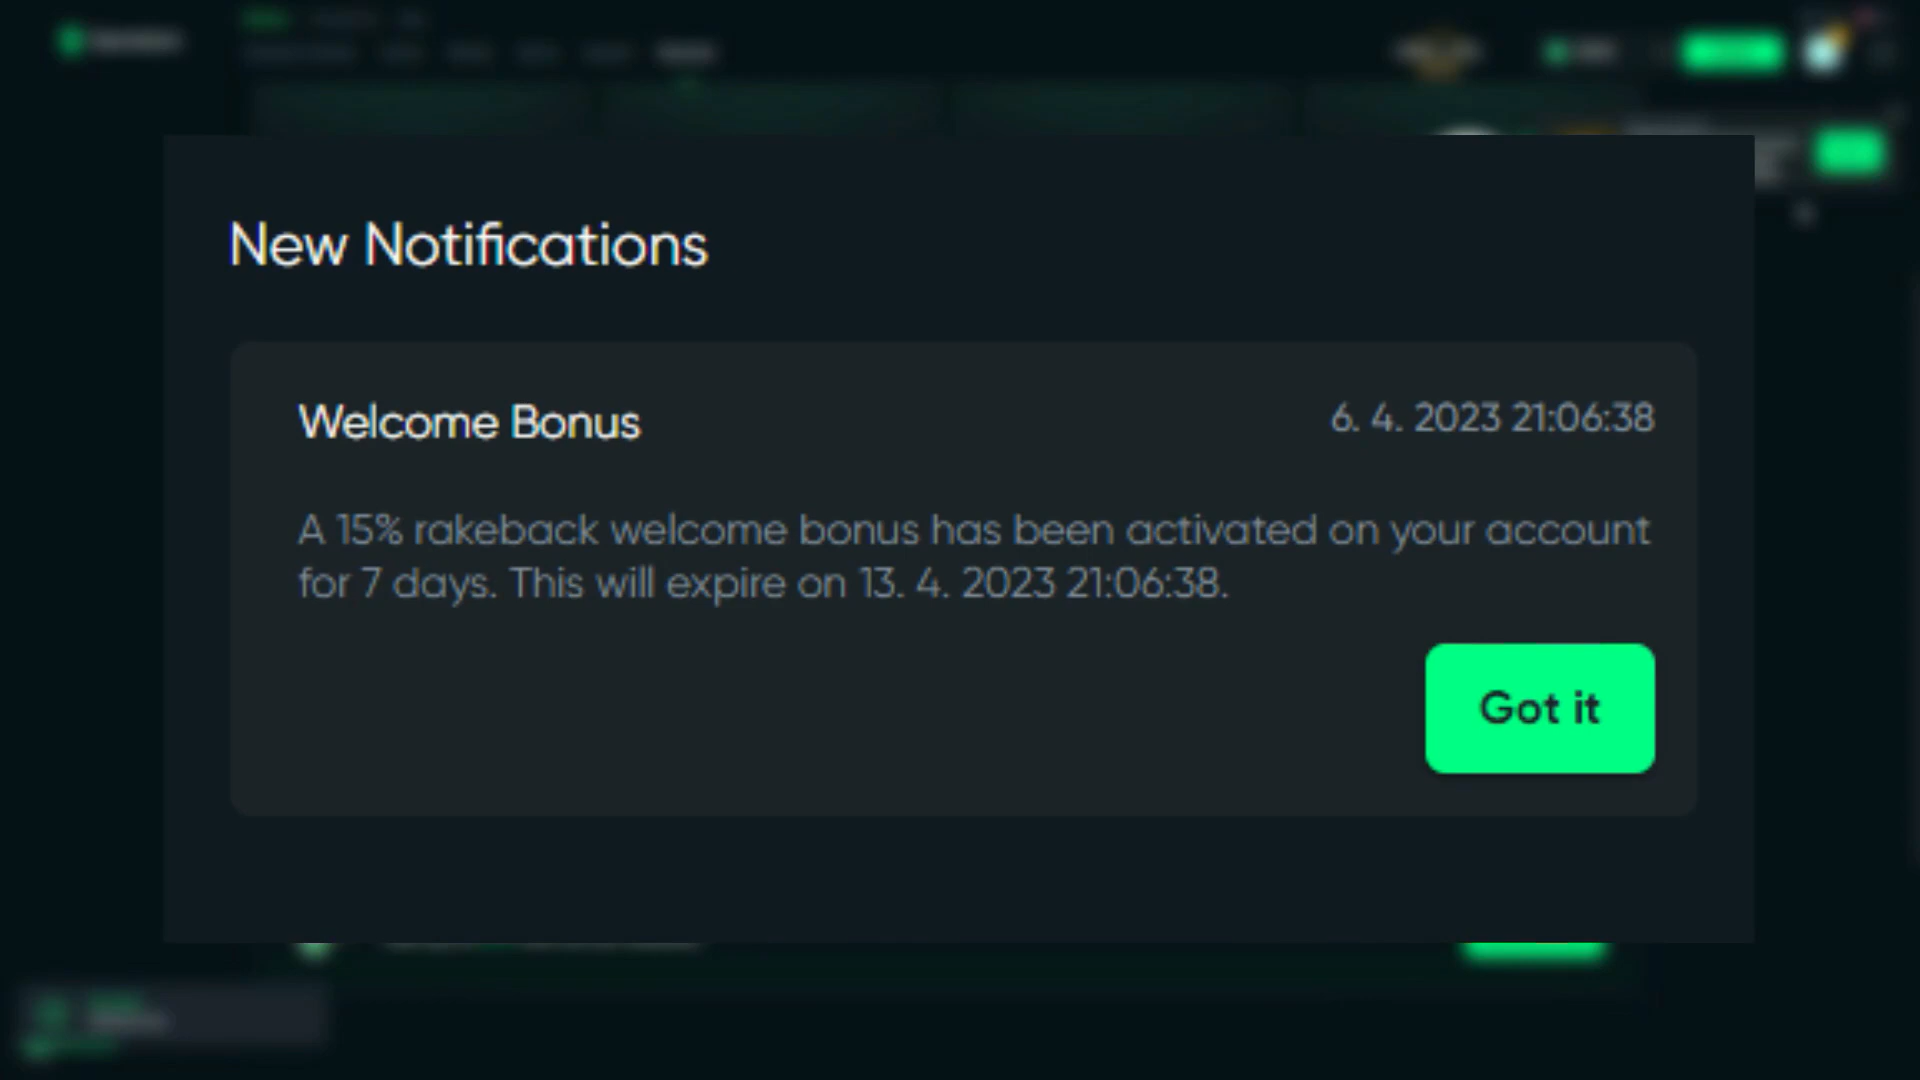 New Notifications
Welcome Bonus
6. 4. 2023 21:06:38
A 15% rakeback welcome bonus has been activated on your account
for 7 days. This will expire on 13. 4. 2023 21:06:38.
Got it